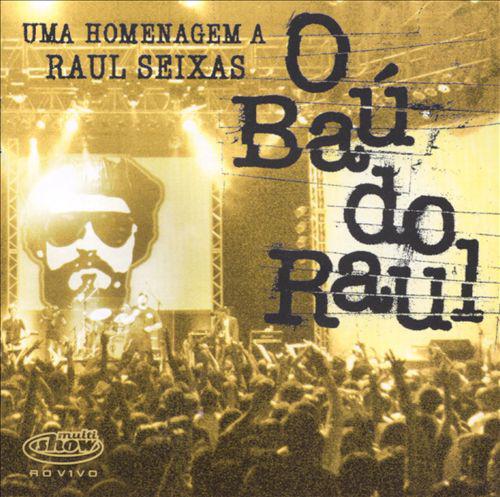 UMA HOMENAGEM A
RAUL SEIXAS
O
Baú
do
Raul
multi
show
AO VIVO